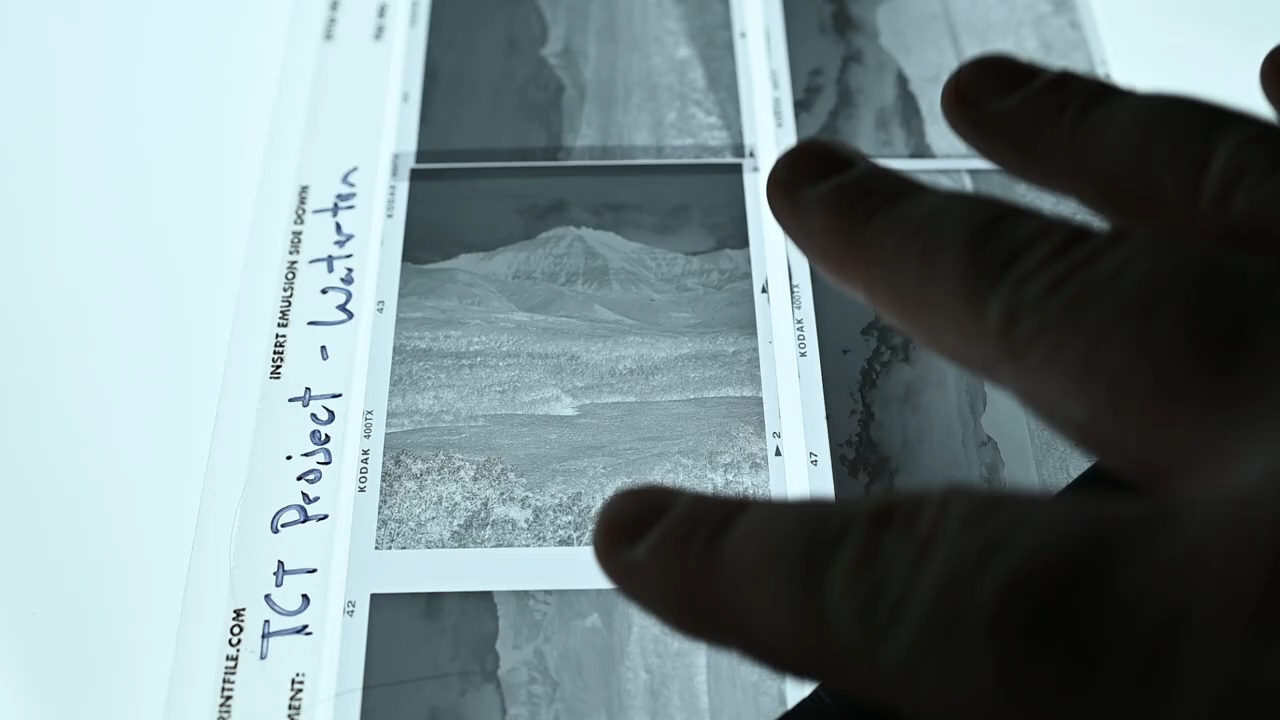 INSERT EMULSION SIDE DOWN
TCT Project - Waterton
RINTFILE.COM
MENT:
KODAK 400TX
43
42
KODAK 400TX
2
47